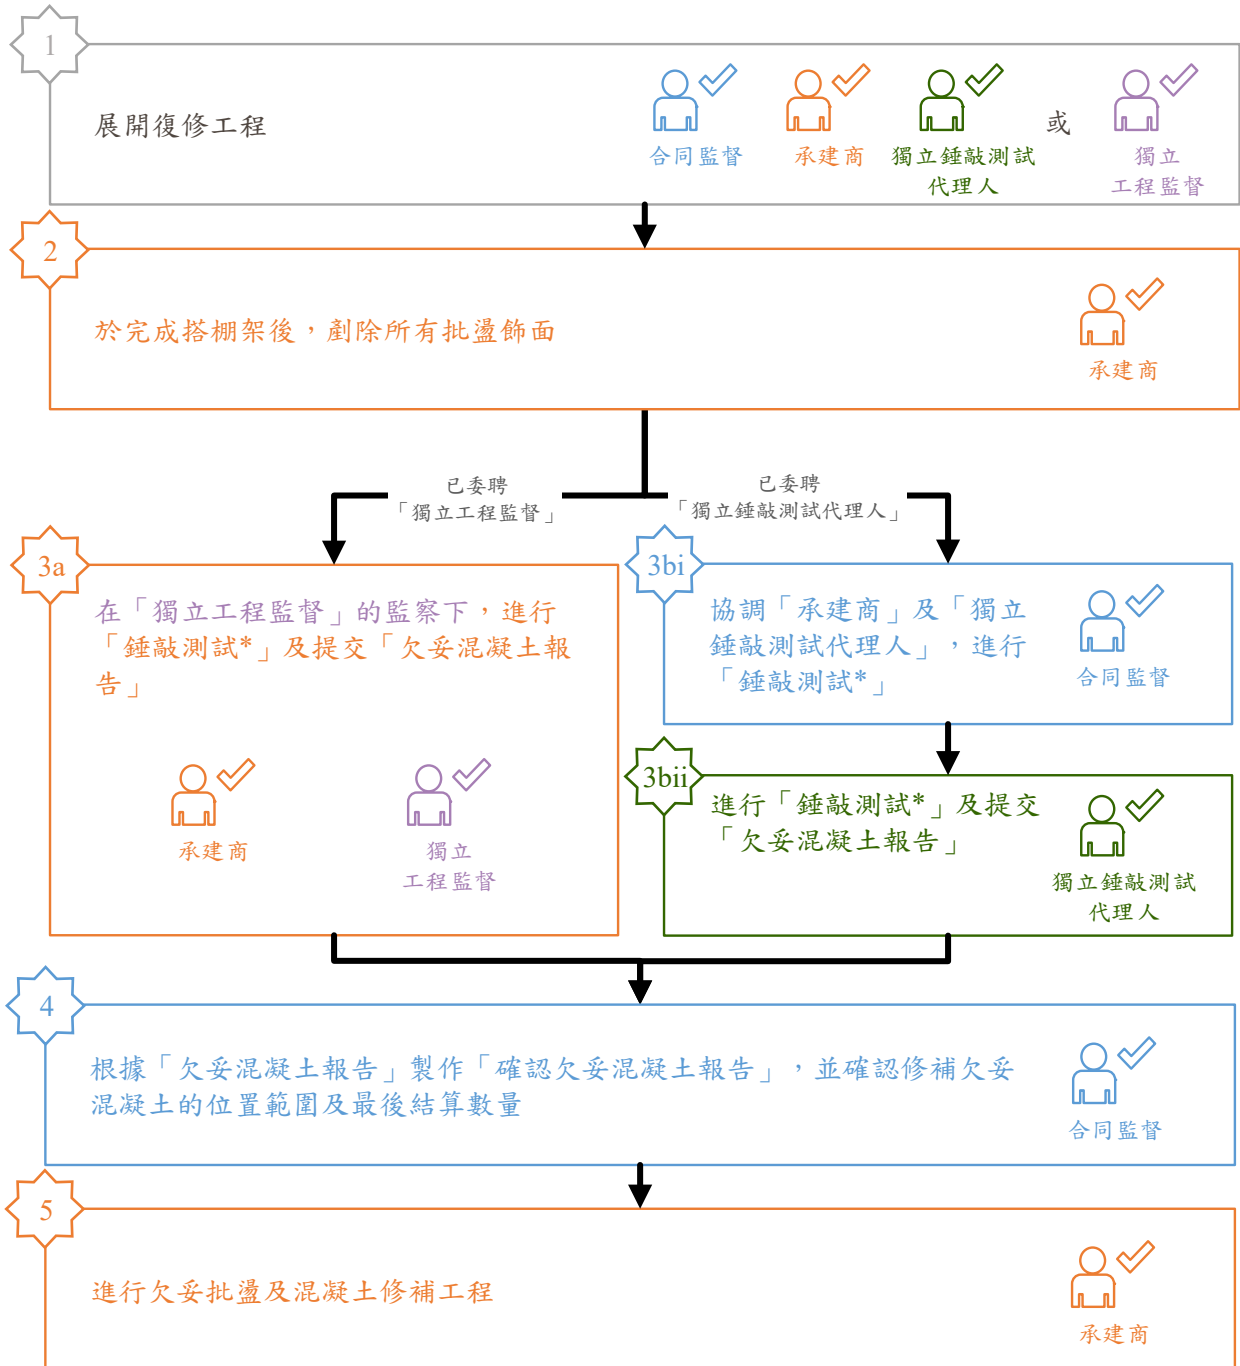 1
展開復修工程
合同監督
承建商
獨立錘敲測試
代理人
或
獨立
工程監督
2
於完成搭棚架後，剷除所有批盪飾面
承建商
已委聘
「獨立工程監督」
已委聘
「獨立錘敲測試代理人」
3a
在「獨立工程監督」的監察下，進行
「錘敲測試*」及提交「欠妥混凝土報
告」
承建商
獨立
工程監督
3bi
協調「承建商」及「獨立
錘敲測試代理人」，進行
「錘敲測試*」
合同監督
3bii
進行「錘敲測試*」及提交
「欠妥混凝土報告」
獨立錘敲測試
代理人
4
根據「欠妥混凝土報告」製作「確認欠妥混凝土報告」，並確認修補欠妥
混凝土的位置範圍及最後結算數量
合同監督
5
進行欠妥批盪及混凝土修補工程
承建商